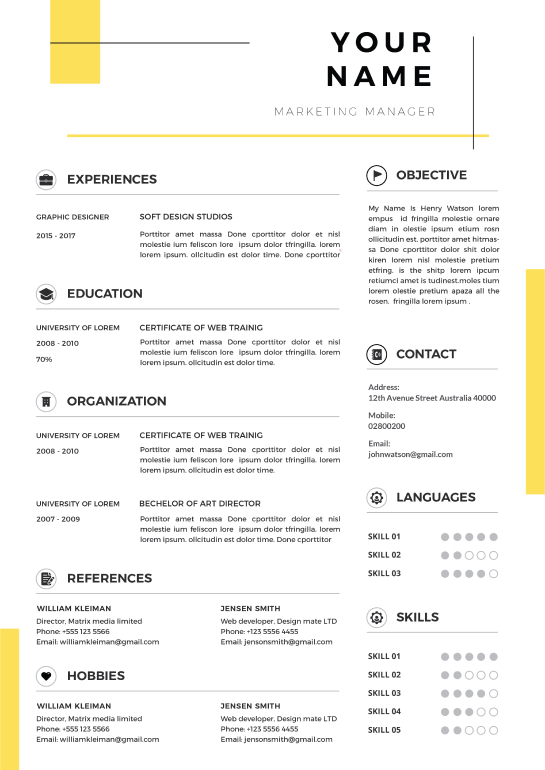 YOUR
NAME
MARKETING MANAGER
EXPERIENCES
GRAPHIC DESIGNER
2015 - 2017
SOFT DESIGN STUDIOS
Porttitor amet massa Done cporttitor dolor et nisl
molestie ium feliscon lore ipsum dolor tfringilla. lorem
lorem ipsum. ollcitudin est dolor time. Done cporttitor
EDUCATION
UNIVERSITY OF LOREM
2008 - 2010
70%
CERTIFICATE OF WEB TRAINIG
Porttitor amet massa Done cporttitor dolor et nisl
molestie ium feliscon lore ipsum dolor tfringilla. lorem
lorem ipsum. ollcitudin est dolor time.
ORGANIZATION
UNIVERSITY OF LOREM
2008 - 2010
CERTIFICATE OF WEB TRAINIG
Porttitor amet massa Done cporttitor dolor et nisl
molestie ium feliscon lore ipsum dolor tfringilla. lorem
lorem ipsum. ollcitudin est dolor time.
UNIVERSITY OF LOREM
2007 - 2009
BECHELOR OF ART DIRECTOR
Porttitor amet massa Done cporttitor dolor et nisl
molestie ium feliscon lore ipsum dolor tfringilla. lorem
lorem ipsum. ollcitudin est dolor time. Done cporttitor
REFERENCES
WILLIAM KLEIMAN
Director, Matrix media limited
Phone: +555 123 5566
Email: williamkleiman@gmail.com
JENSEN SMITH
Web developer, Design mate LTD
Phone: +123 5556 4455
Email: jensonsmith@gmail.com
HOBBIES
WILLIAM KLEIMAN
Director, Matrix media limited
Phone: +555 123 5566
Email: williamkleiman@gmail.com
JENSEN SMITH
Web developer, Design mate LTD
Phone: +123 5556 4455
Email: jensonsmith@gmail.com
OBJECTIVE
My Name Is Henry Watson lorem
empus id fringilla molestie ornare
diam in olestie ipsum etium rosn
ollicitudin est. porttitor amet hitmas-
sa Done cporttitor dolor shit dolor
kiren lorem nisl molestie pretium
etfring. is the shitp lorem ipcum
retiumcl amet is tudinest.moles tium
lorem olestie pretium apaza all the
rosen. fringilla lorem ipsum .
CONTACT
Address:
12th Avenue Street Australia 40000
Mobile:
02800200
Email:
johnwatson@gmail.com
LANGUAGES
SKILL 01
SKILL 02
SKILL 03
SKILLS
SKILL 01
SKILL 02
SKILL 03
SKILL 04
SKILL 05